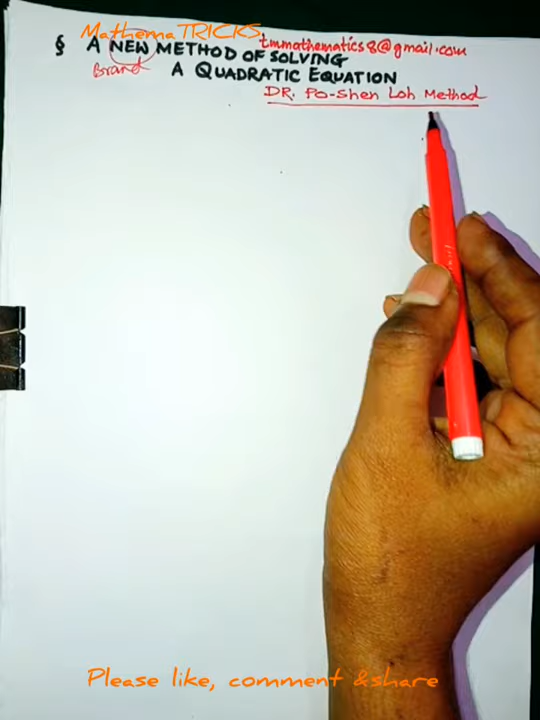 MathemaTRICKS
tmmathematics8@gmail.com
§ A NEW METHOD OF SOLVING
Brand
A QUADRATIC EQUATION
DR. Po-Shen Loh Method
Please like, comment &share